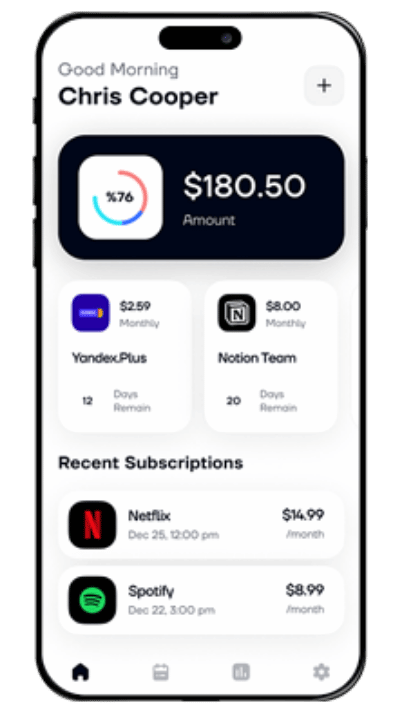 Good Morning
Chris Cooper
+
%76
$180.50
Amount
$2.59
Monthly
Yandex.Plus
12 Days
Remain
$8.00
Monthly
Notion Team
20 Days
Remain
Recent Subscriptions
Netflix
Dec 25, 12:00 pm
$14.99
/month
Spotify
Dec 22, 3:00 pm
$8.99
/month